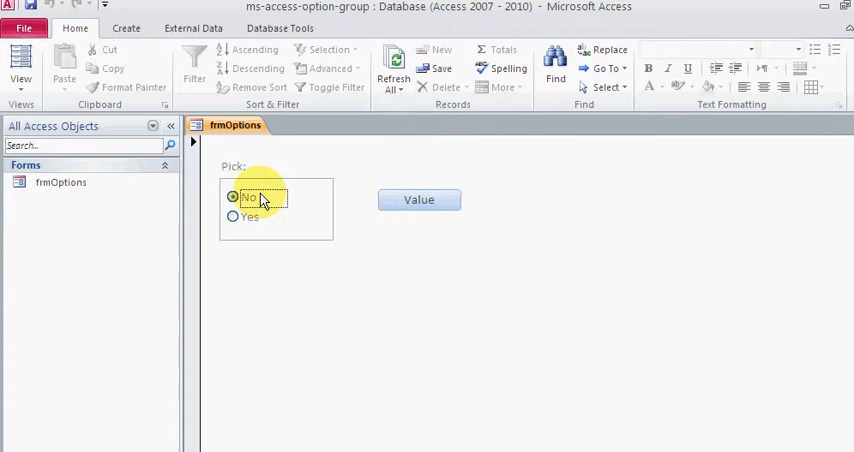 ms-access-option-group : Database (Access 2007 - 2010) - Microsoft Access
File Home Create External Data Database Tools
View
Views
Paste
Cut
Copy
Format Painter
Clipboard
Filter
Ascending
Descending
Remove Sort
Selection
Advanced
Toggle Filter
Sort & Filter
Refresh
All
New
Save
Delete
Totals
Spelling
More
Records
Find
Replace
Go To
Select
Find
B I U
A
Text Formatting
All Access Objects
Search...
Forms
frmOptions
frmOptions
Pick:
No
Yes
Value